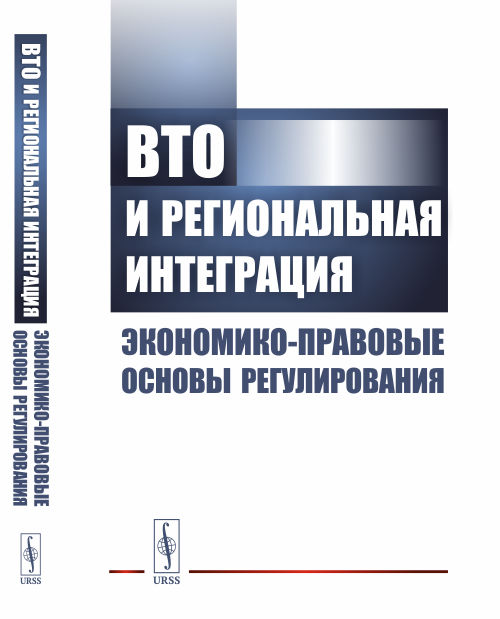 ВТО И РЕГИОНАЛЬНАЯ ИНТЕГРАЦИЯ
ЭКОНОМИКО-ПРАВОВЫЕ
ОСНОВЫ РЕГУЛИРОВАНИЯ
URSS
ВТО
И РЕГИОНАЛЬНАЯ
ИНТЕГРАЦИЯ
ЭКОНОМИКО-ПРАВОВЫЕ
ОСНОВЫ РЕГУЛИРОВАНИЯ
URSS